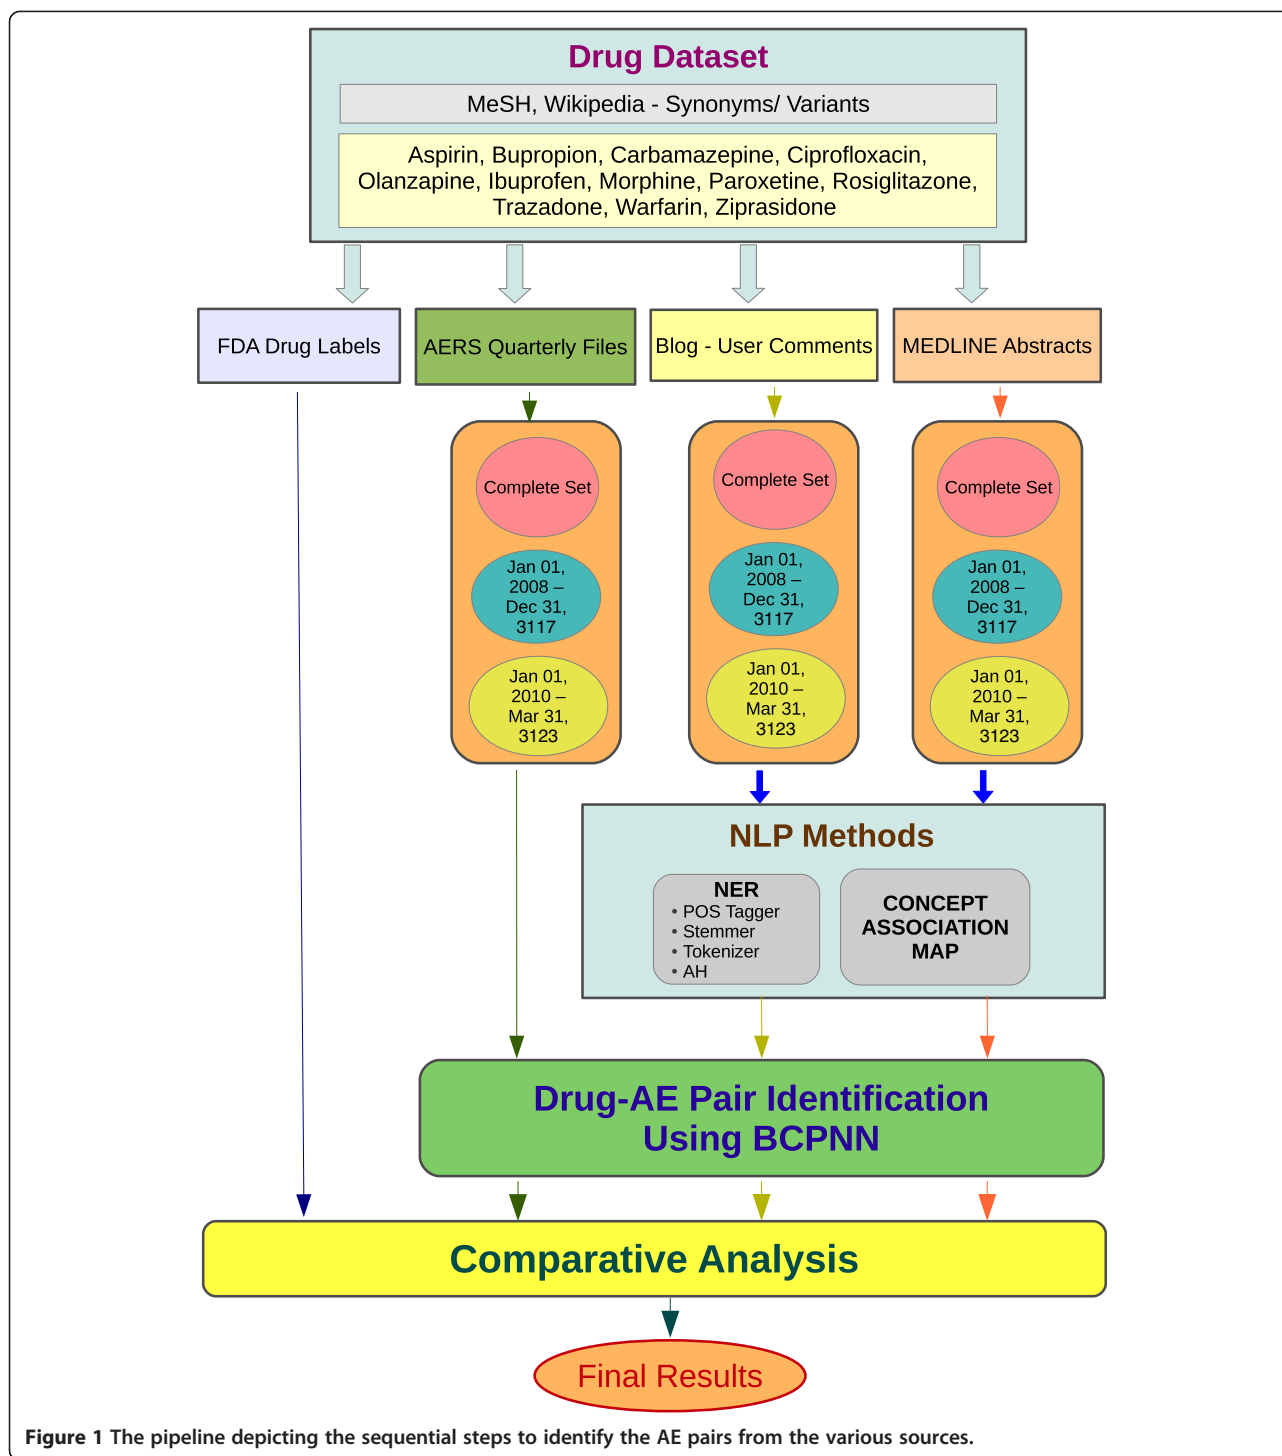 Drug Dataset
MeSH, Wikipedia - Synonyms/ Variants
Aspirin, Bupropion, Carbamazepine, Ciprofloxacin,
Olanzapine, Ibuprofen, Morphine, Paroxetine, Rosiglitazone,
Trazadone, Warfarin, Ziprasidone
FDA Drug Labels
AERS Quarterly Files
Blog - User Comments
MEDLINE Abstracts
Complete Set
Jan 01,
2008 –
Dec 31,
3117
Jan 01,
2010 –
Mar 31,
3123
Complete Set
Jan 01,
2008 –
Dec 31,
3117
Jan 01,
2010 –
Mar 31,
3123
Complete Set
Jan 01,
2008 –
Dec 31,
3117
Jan 01,
2010 –
Mar 31,
3123
NLP Methods
NER
• POS Tagger
• Stemmer
• Tokenizer
• AH
CONCEPT
ASSOCIATION
MAP
Drug-AE Pair Identification
Using BCPNN
Comparative Analysis
Final Results
Figure 1 The pipeline depicting the sequential steps to identify the AE pairs from the various sources.